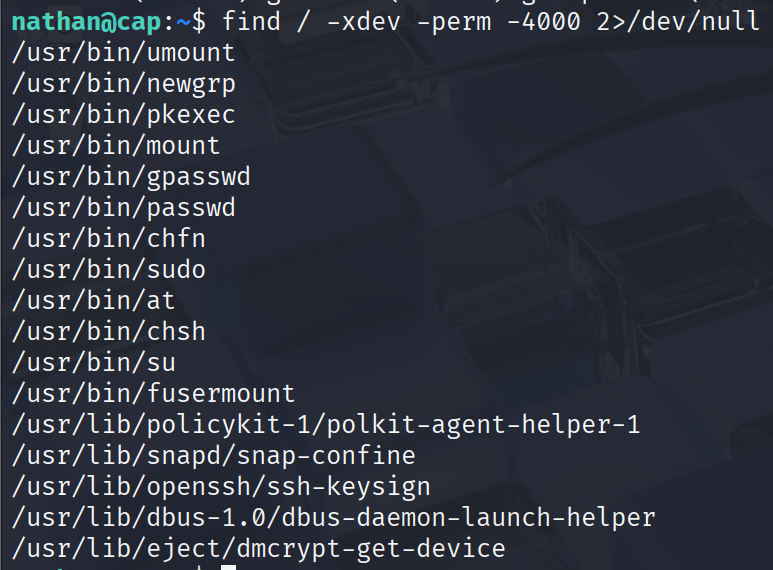 nathan@cap:~$ find / -xdev -perm -4000 2>/dev/null
/usr/bin/umount
/usr/bin/newgrp
/usr/bin/pkexec
/usr/bin/mount
/usr/bin/gpasswd
/usr/bin/passwd
/usr/bin/chfn
/usr/bin/sudo
/usr/bin/at
/usr/bin/chsh
/usr/bin/su
/usr/bin/fusermount
/usr/lib/policykit-1/polkit-agent-helper-1
/usr/lib/snapd/snap-confine
/usr/lib/openssh/ssh-keysign
/usr/lib/dbus-1.0/dbus-daemon-launch-helper
/usr/lib/eject/dmcrypt-get-device